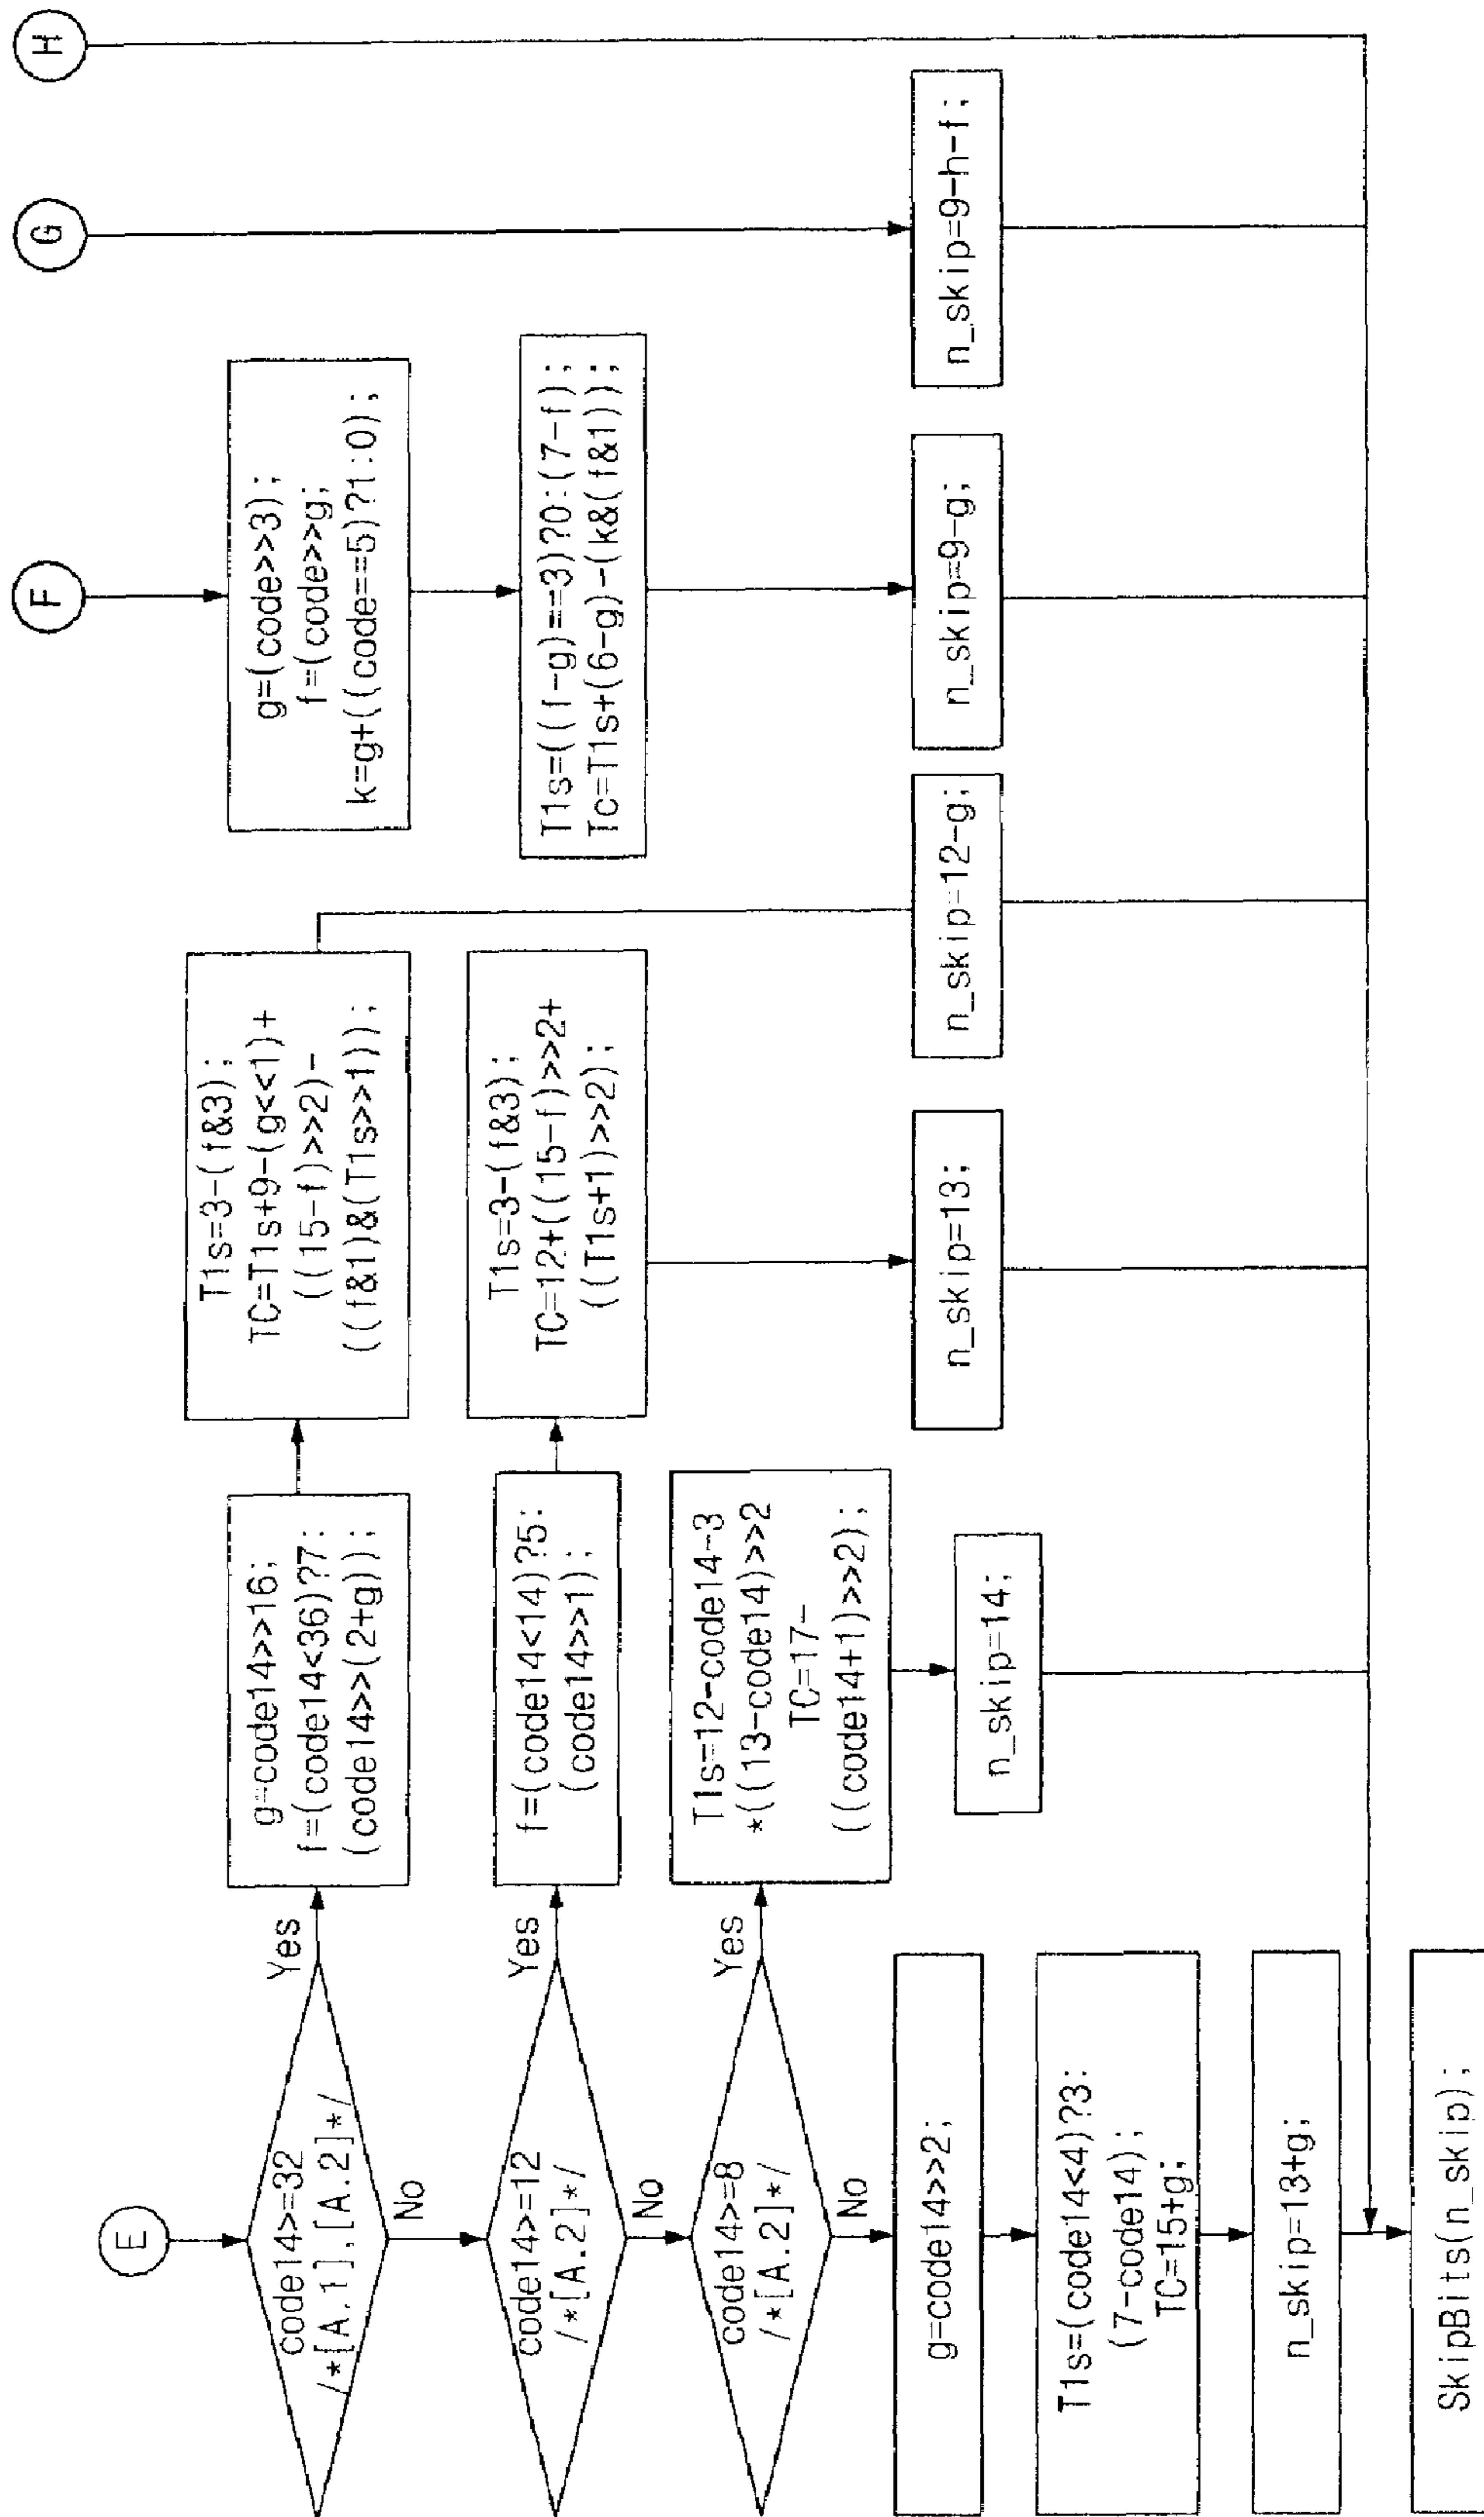 E
code14>=32
/*[A.1],[A.2]*/
Yes
No
g=code14>>16;
f=(code14<36)?7:
(code14>>(2+g));
T1s=3-(f&3);
TC=T1s+9-(g<<1)+
((15-f)>>2)-
((f&1)&(T1s>>1));
n_skip=12-g;
code14>=12
/*[A.2]*/
Yes
No
f=(code14<14)?5:
(code14>>1);
T1s=3-(f&3);
TC=12+((15-f)>>2+
((T1s+1)>>2);
n_skip=13;
code14>=8
/*[A.2]*/
Yes
No
T1s=12-code14-3
*((13-code14)>>2
TC=17-
((code14+1)>>2);
n_skip=14;
g=code14>>2;
T1s=(code14<4)?3:
(7-code14);
TC=15+g;
n_skip=13+g;
F
g=(code>>3);
f=(code>>g;
k=g+((code==5)?1:0);
T1s=((f-g)==3)?0:(7-f);
Tc=T1s+(6-g)-(k&(f&1));
n_skip=9-g;
G
n_skip=9-h-f;
H
SkipBits(n_skip);